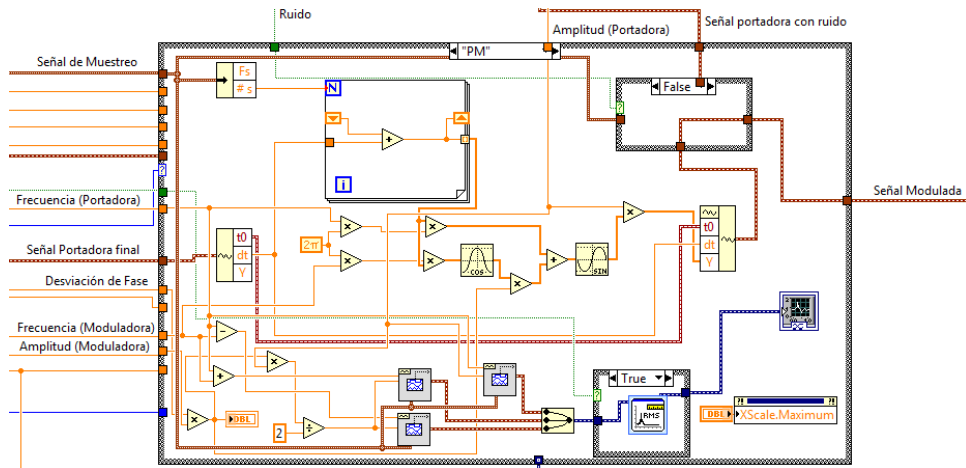 Ruido
Señal portadora con ruido
Amplitud (Portadora)
"PM"
Señal de Muestreo
Fs
# s
N
False
?
i
?
Frecuencia (Portadora)
Señal Modulada
2π
t0
dt
Y
t0
dt
Y
COS
SIN
Señal Portadora final
Desviación de Fase
Frecuencia (Moduladora)
Amplitud (Moduladora)
True
?
DBL
2
RMS
DBL
XScale.Maximum